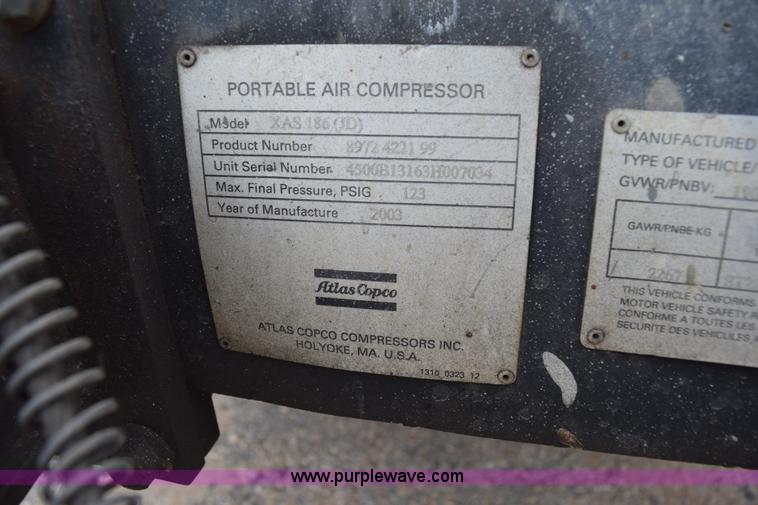 PORTABLE AIR COMPRESSOR
Model XAS 186 (JD)
Product Number 8972 4221 99
Unit Serial Number 4500B13163H007034
Max. Final Pressure, PSIG 123
Year of Manufacture 2003
Atlas Copco
ATLAS COPCO COMPRESSORS INC.
HOLYOKE, MA. U.S.A.
1310 0323 12
MANUFACTURED
TYPE OF VEHICLE/
GVWR/PNBV:
GAWR/PNBE KG
2267
THIS VEHICLE CONFORMS
MOTOR VEHICLE SAFETY
CONFORME A TOUTES LES
SECURITE DES VEHICULES
www.purplewave.com